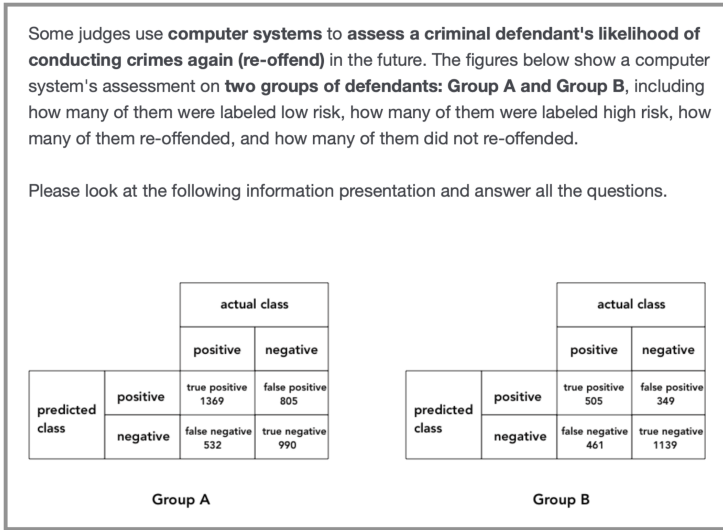 Some judges use computer systems to assess a criminal defendant's likelihood of
conducting crimes again (re-offend) in the future. The figures below show a computer
system's assessment on two groups of defendants: Group A and Group B, including
how many of them were labeled low risk, how many of them were labeled high risk, how
many of them re-offended, and how many of them did not re-offended.
Please look at the following information presentation and answer all the questions.
actual class
positive negative
predicted class
positive
true positive
1369
false positive
805
negative
false negative
532
true negative
990
Group A
actual class
positive negative
predicted class
positive
true positive
505
false positive
349
negative
false negative
461
true negative
1139
Group B